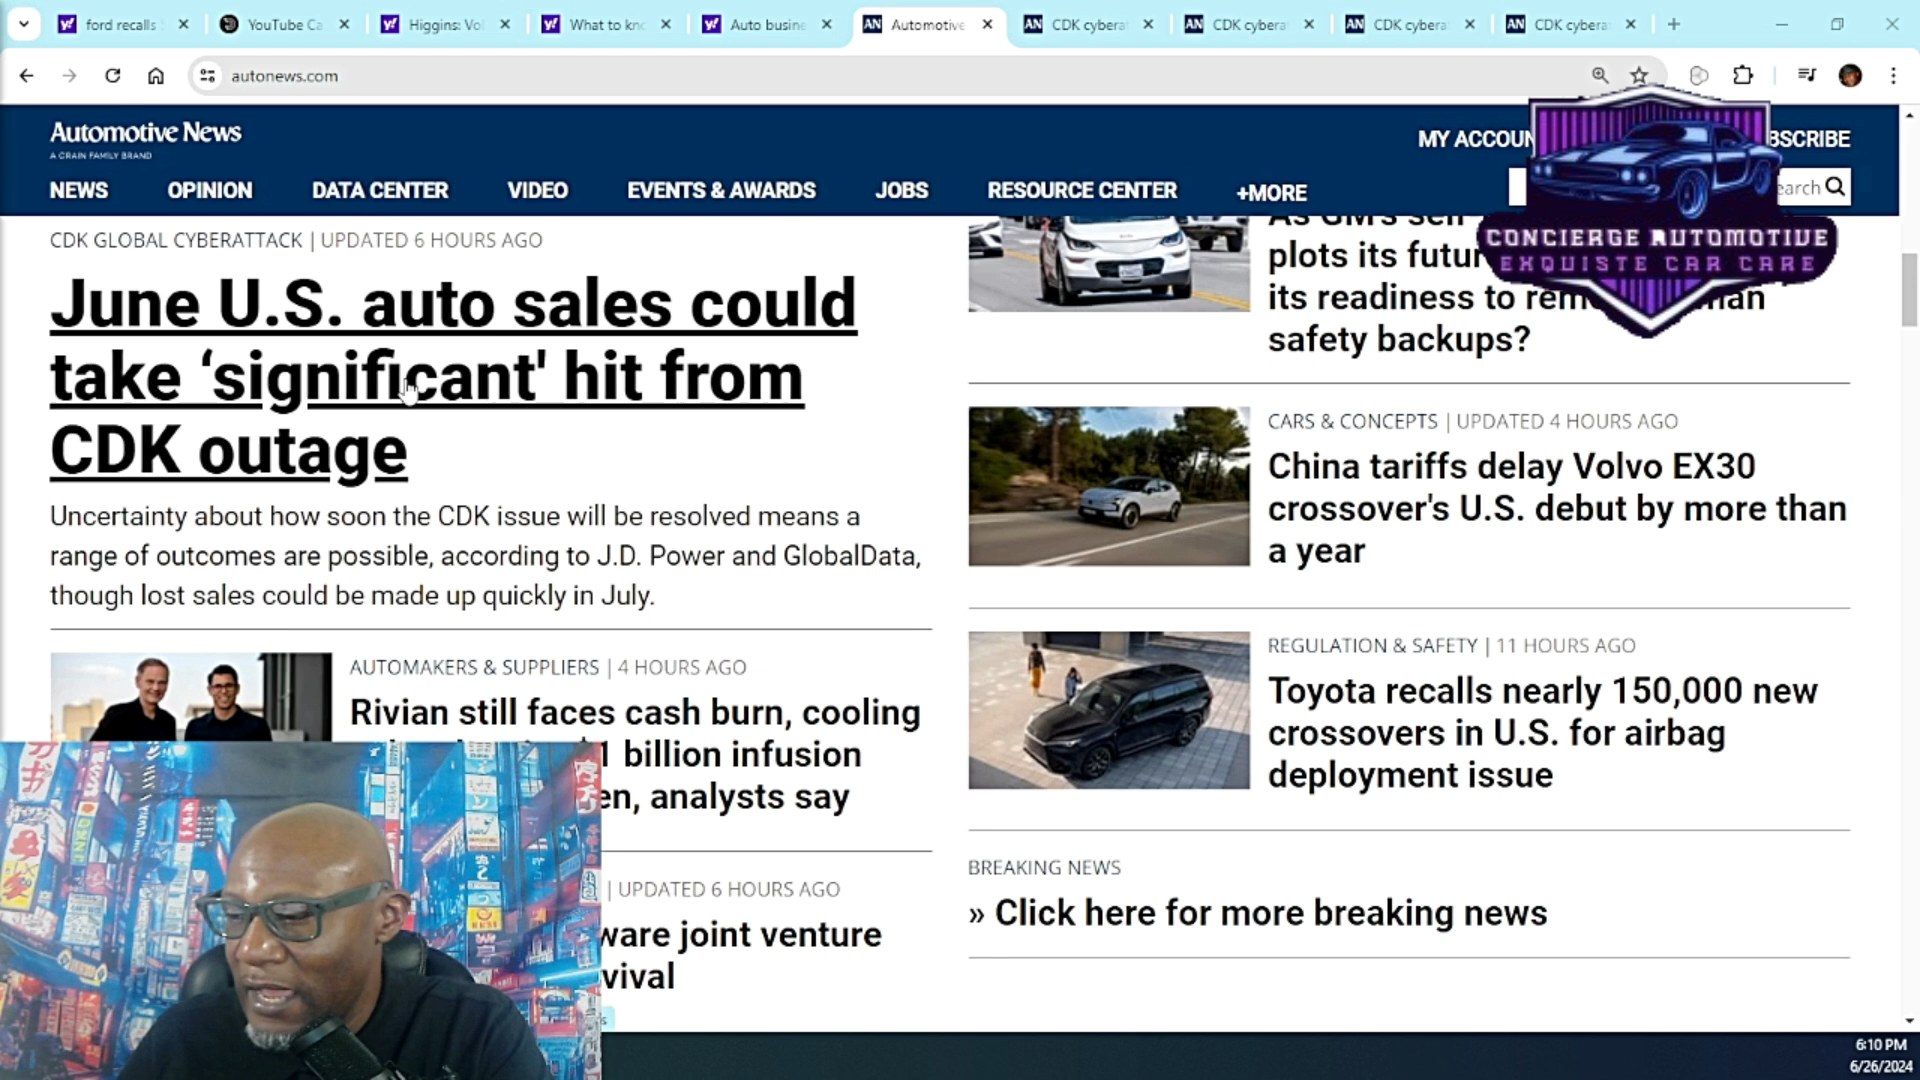 ford recalls
YouTube Ca
Higgins: Vo
What to kno
Auto busine
Automotive
CDK cybera
CDK cybera
CDK cybera
CDK cybera
autonews.com
Automotive News
A CRAIN FAMILY BRAND
MY ACCOUN
BSCRIBE
NEWS
OPINION
DATA CENTER
VIDEO
EVENTS & AWARDS
JOBS
RESOURCE CENTER
+MORE
earch
CONCIERGE AUTOMOTIVE
EXQUISTE CAR CARE
CDK GLOBAL CYBERATTACK | UPDATED 6 HOURS AGO
June U.S. auto sales could
take ‘significant' hit from
CDK outage
Uncertainty about how soon the CDK issue will be resolved means a
range of outcomes are possible, according to J.D. Power and GlobalData,
though lost sales could be made up quickly in July.
AUTOMAKERS & SUPPLIERS | 4 HOURS AGO
Rivian still faces cash burn, cooling
1 billion infusion
en, analysts say
| UPDATED 6 HOURS AGO
ware joint venture
vival
As GM's self
plots its futur
its readiness to rem
an
safety backups?
CARS & CONCEPTS | UPDATED 4 HOURS AGO
China tariffs delay Volvo EX30
crossover's U.S. debut by more than
a year
REGULATION & SAFETY | 11 HOURS AGO
Toyota recalls nearly 150,000 new
crossovers in U.S. for airbag
deployment issue
BREAKING NEWS
» Click here for more breaking news
6:10 PM
6/26/2024